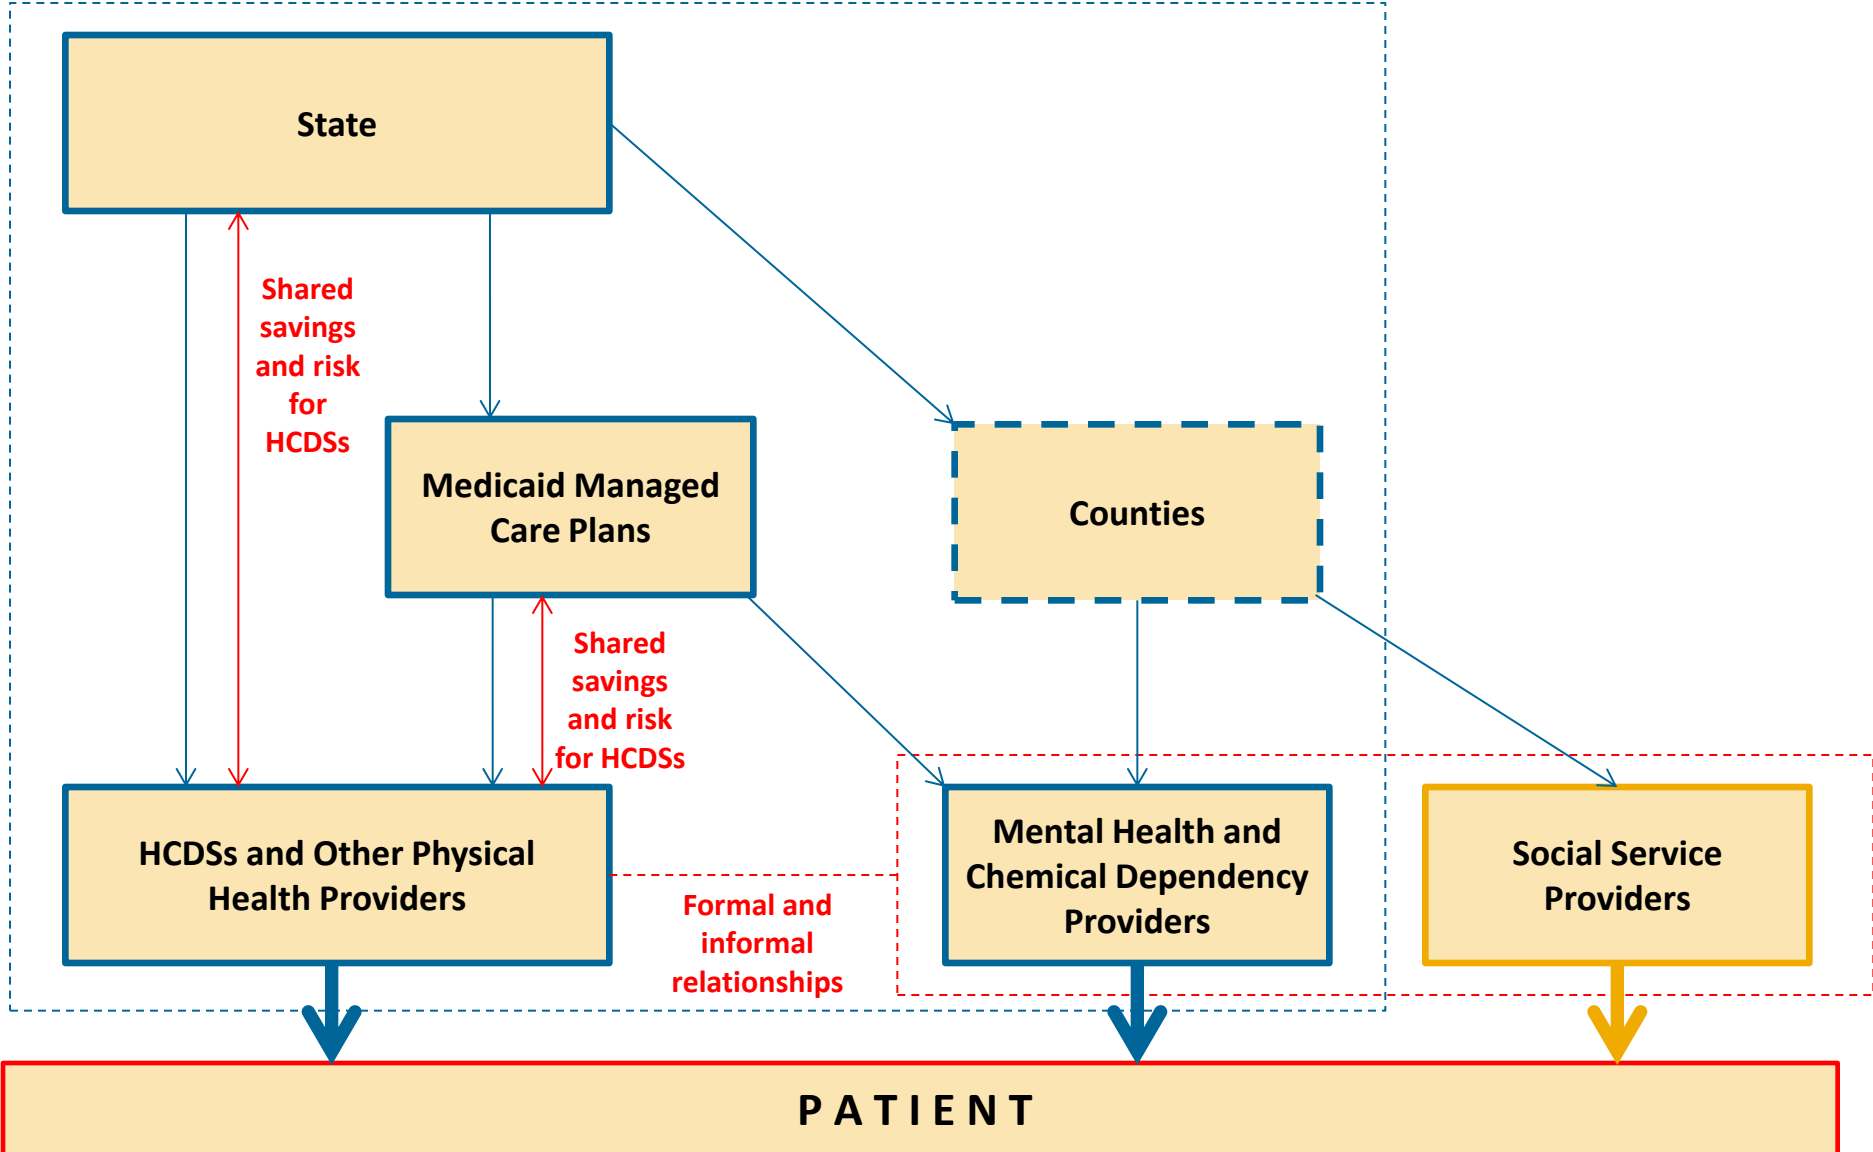 State
Shared
savings
and risk
for
HCDSs
Medicaid Managed
Care Plans
Counties
Shared
savings
and risk
for HCDSs
HCDSs and Other Physical
Health Providers
Formal and
informal
relationships
Mental Health and
Chemical Dependency
Providers
Social Service
Providers
PATIENT